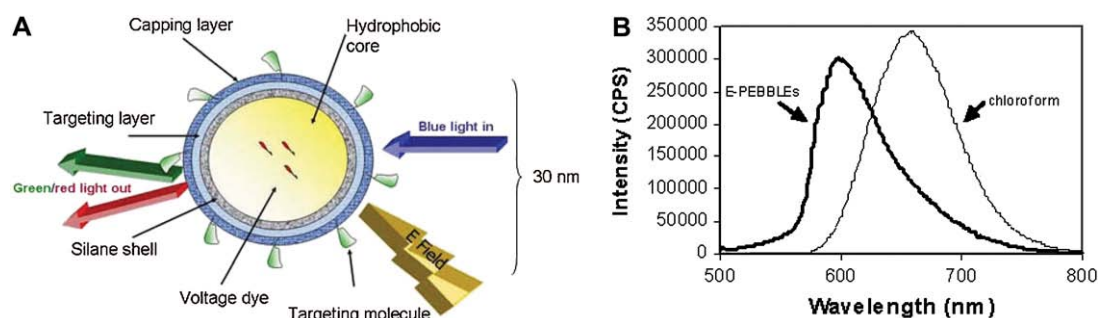 A
Capping layer
Hydrophobic
core
Targeting layer
Blue light in
Green/red light out
30 nm
Silane shell
E Field
Voltage dye
Targeting molecule
B
350000
300000
250000
200000
150000
100000
50000
0
Intensity (CPS)
E-PEBBLEs
chloroform
500
600
700
800
Wavelength (nm)